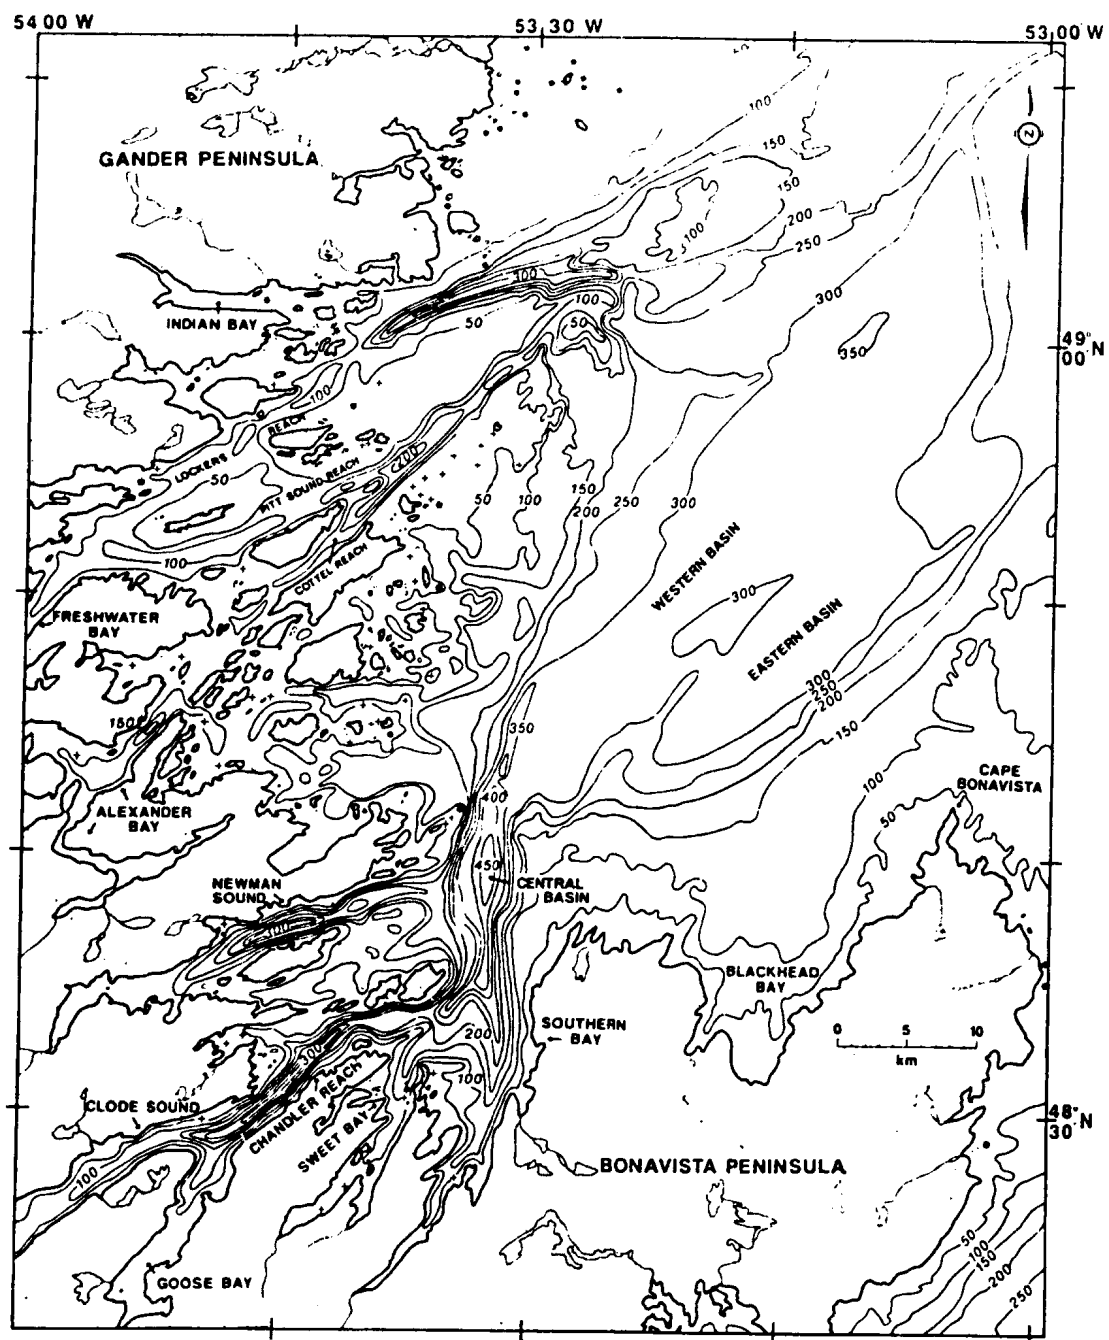 54 00 W
53 30 W
53 00 W
100
N
GANDER PENINSULA
150
150
100
200
250
100
300
INDIAN BAY
50
100
50
350
49°
00' N
100
LOCKERS
REACH
200
50
PITT SOUND REACH
50
100
150
200
250
300
100
COTTEL REACH
WESTERN BASIN
300
FRESHWATER
BAY
EASTERN BASIN
300
250
200
150
150
350
100
CAPE
BONAVISTA
400
50
ALEXANDER
BAY
450
NEWMAN
SOUND
CENTRAL
BASIN
300
BLACKHEAD
BAY
SOUTHERN
BAY
200
0 5 10
km
300
100
CLODE SOUND
CHANDLER REACH
SWEET BAY
48°
30' N
100
BONAVISTA PENINSULA
GOOSE BAY
50
100
150
200
250